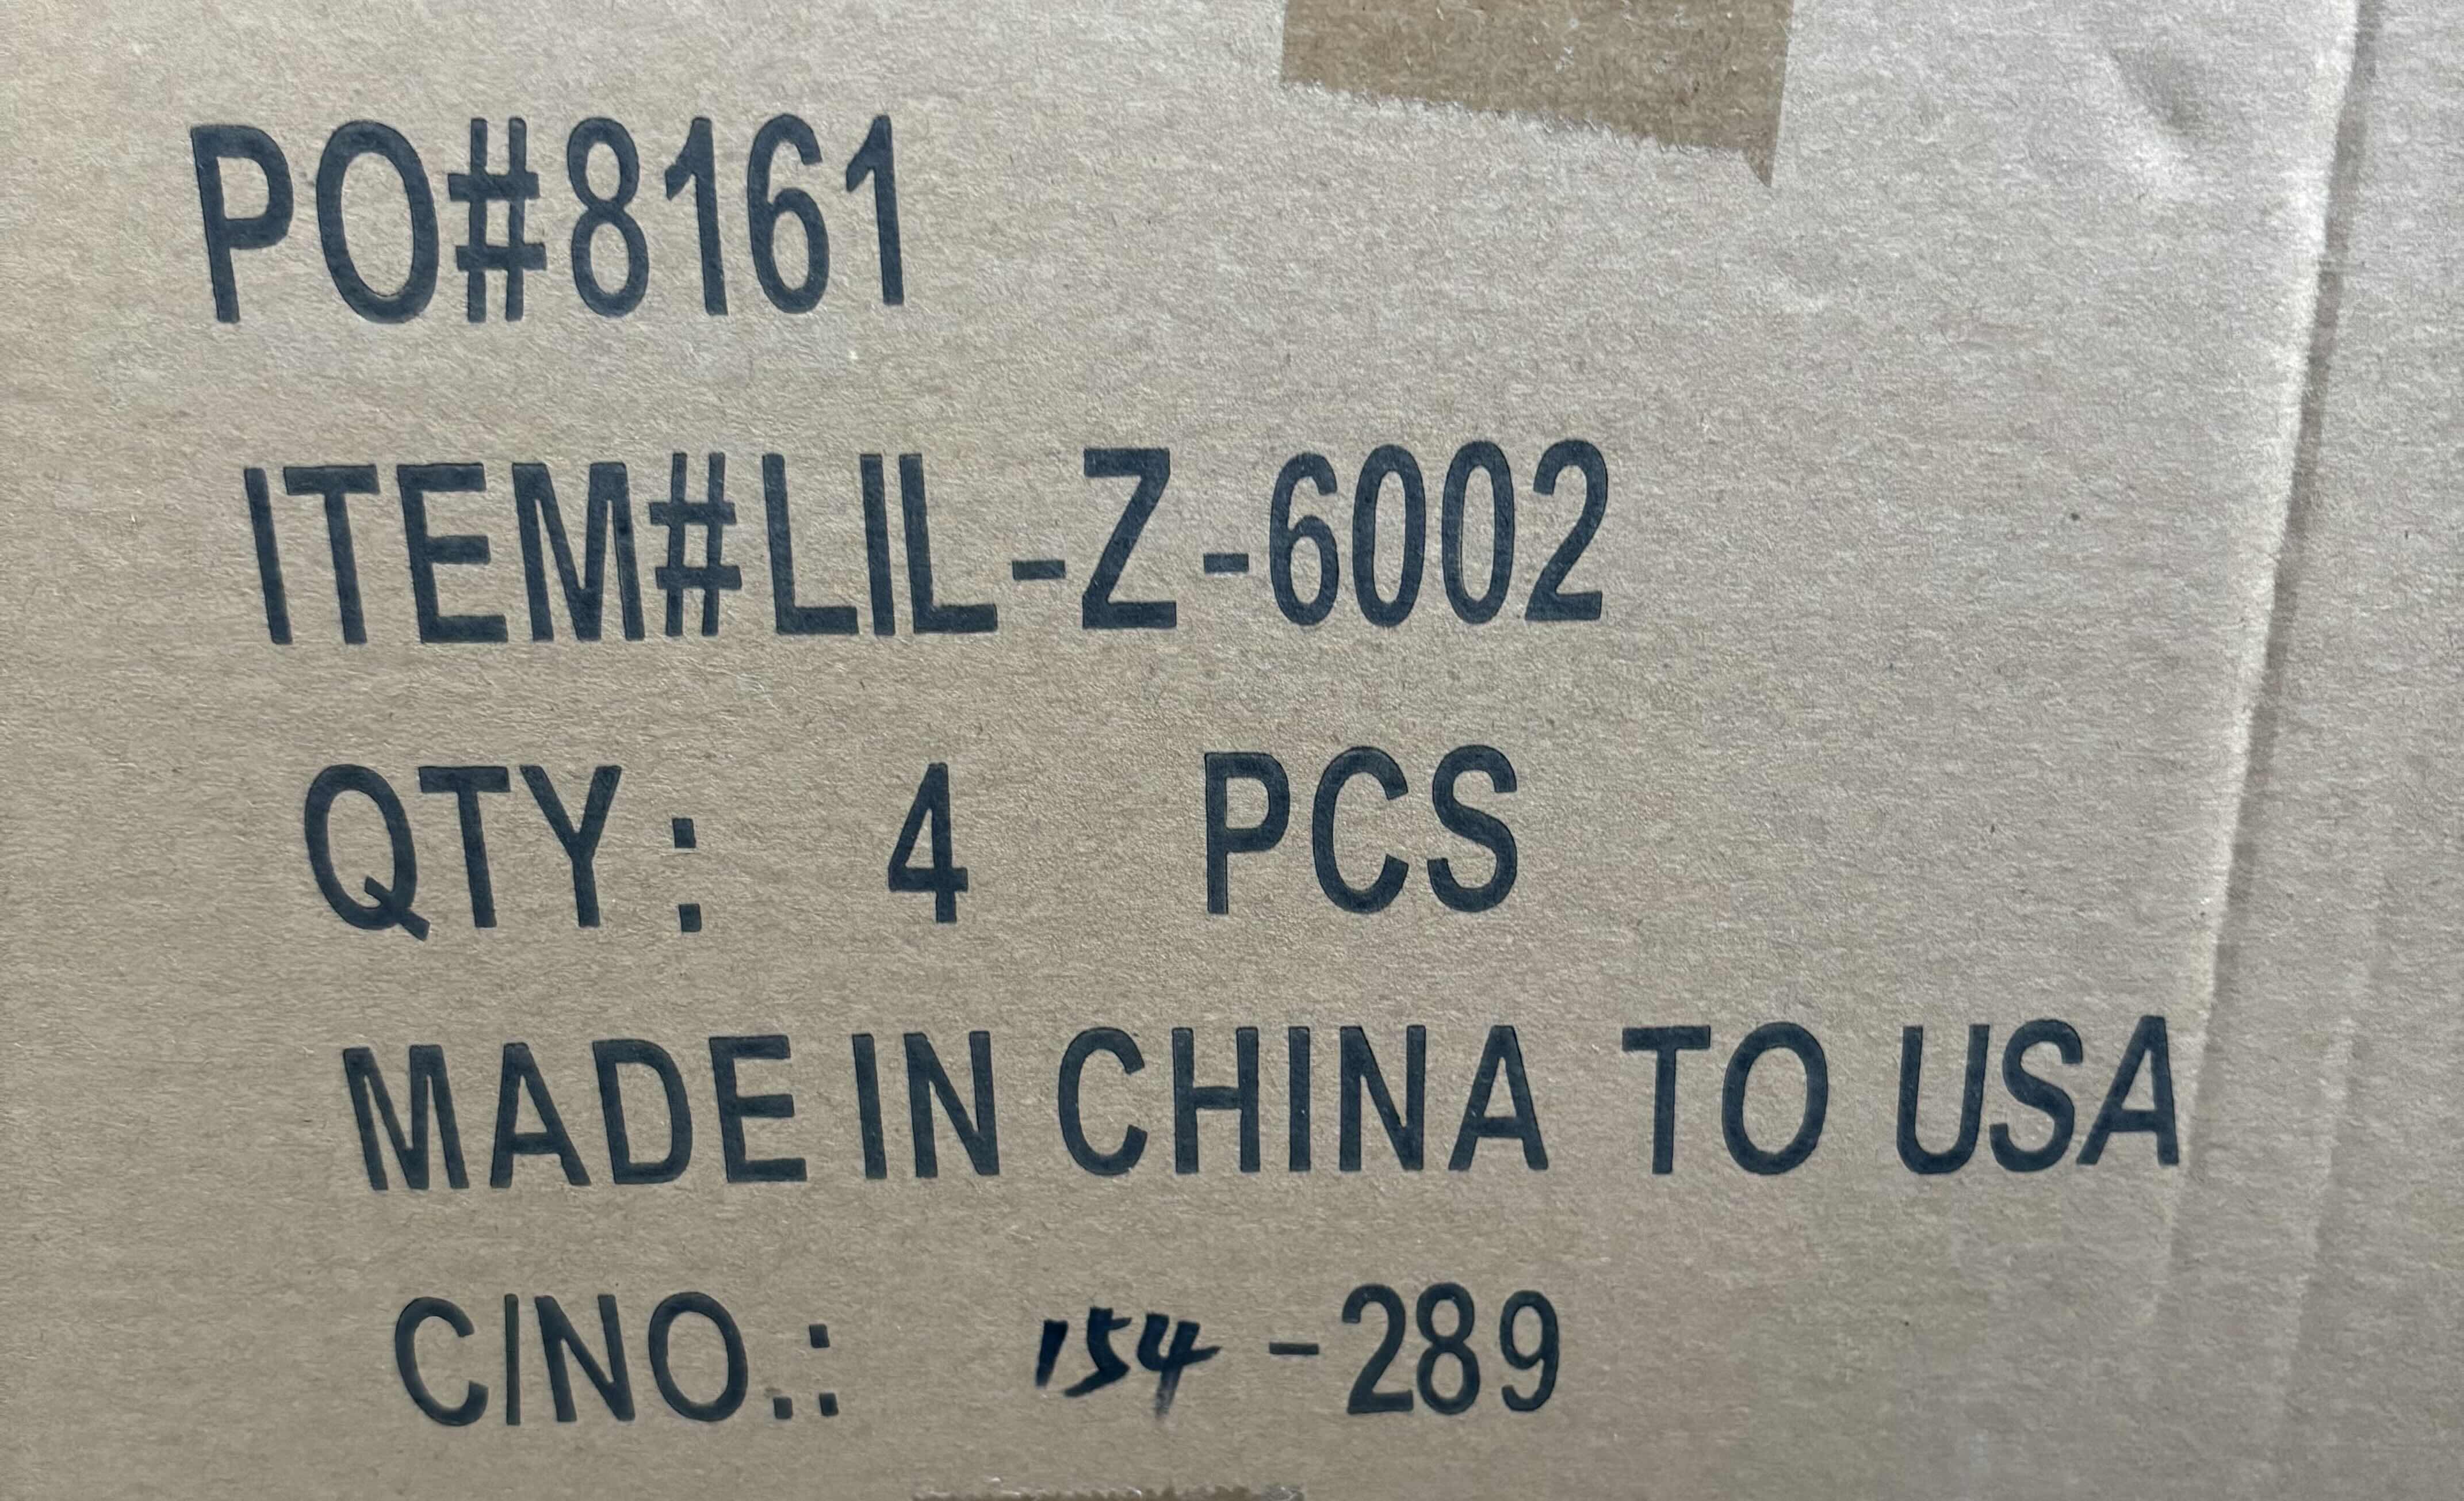 PO#8161
ITEM#LIL-Z-6002
QTY: 4 PCS
MADE IN CHINA TO USA
C/NO.: 154 -289